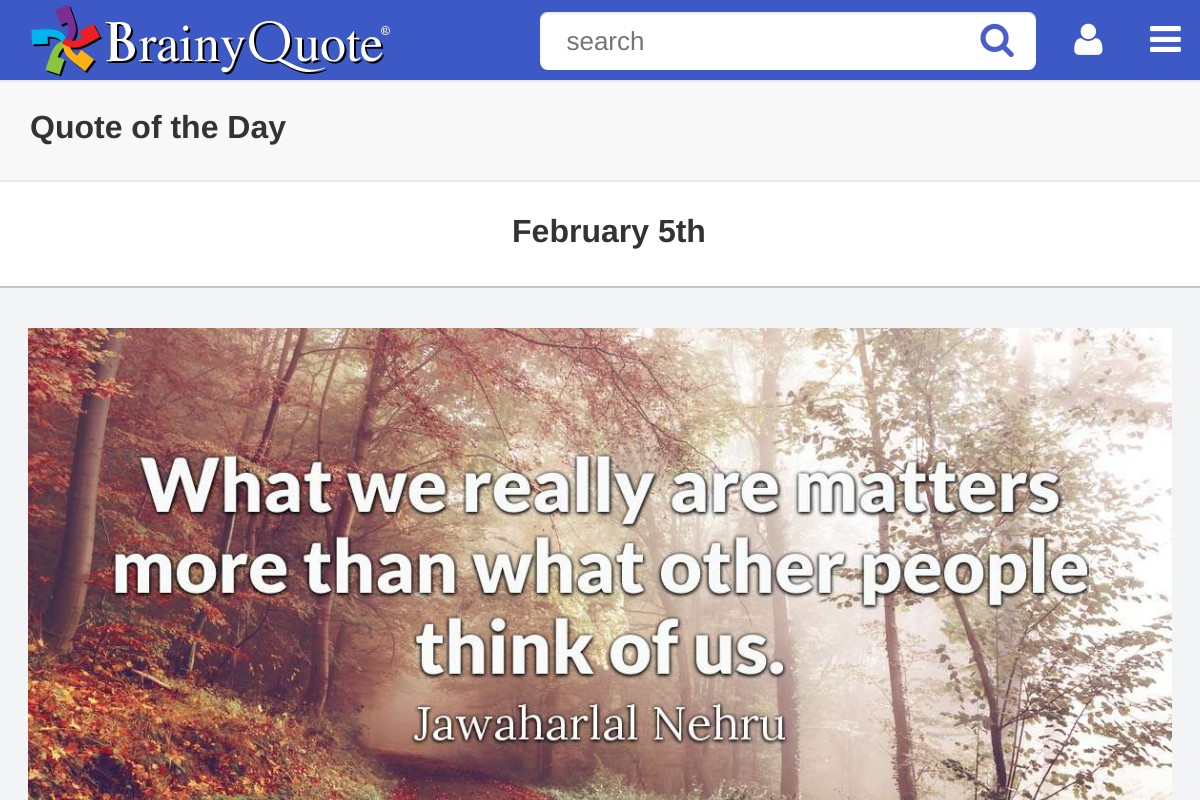 BrainyQuote®
search
Quote of the Day
February 5th
What we really are matters
more than what other people
think of us.
Jawaharlal Nehru